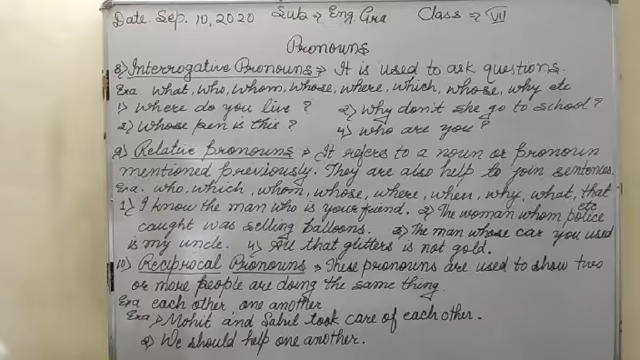 Date. Sep. 10, 2020 Sub → Eng. Gra Class → VII
Pronouns
8) Interrogative Pronouns → It is used to ask questions.
Exa. what, who, whom, whose, where, which, whose, why etc
1) Where do you live? 2) Why don't she go to school?
3) Whose pen is this? 4) Who are you?
9) Relative pronouns → It refers to a noun or pronoun
mentioned previously. They are also help to join sentences.
Exa. who, which, whom, whose, where, when, why, what, that etc
1) I know the man who is your friend. 2) The woman whom police
caught was selling balloons. 3) The man whose car you used
is my uncle. 4) All that glitters is not gold.
10) Reciprocal Pronouns → These pronouns are used to show two
or more people are doing the same thing.
Exa each other, one another
Exa 1) Mohit and Sahil took care of each other.
2) We should help one another.